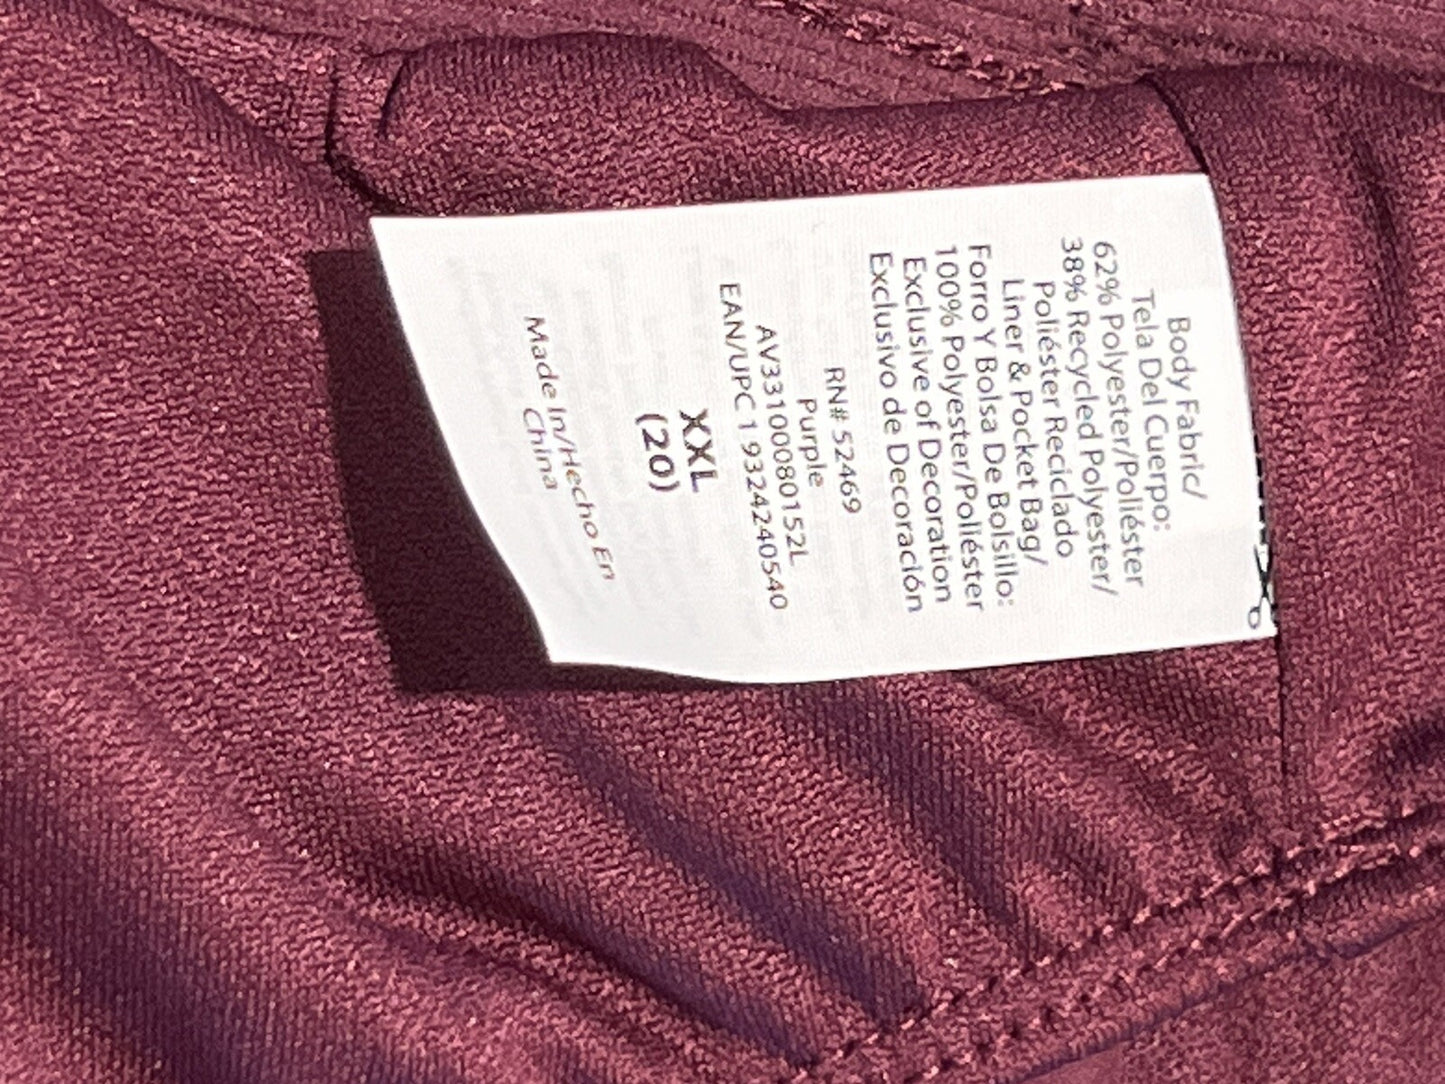 Body Fabric/
Tela Del Cuerpo:
62% Polyester/Poliéster
38% Recycled Polyester/
Poliéster Reciclado
Liner & Pocket Bag/
Forro Y Bolsa De Bolsillo:
100% Polyester/Poliéster
Exclusive of Decoration
Exclusivo de Decoración
RN# 52469
Purple
AV3310080152L
EAN/UPC 1 93242 40540
XXL
(20)
Made In/Hecho En
China